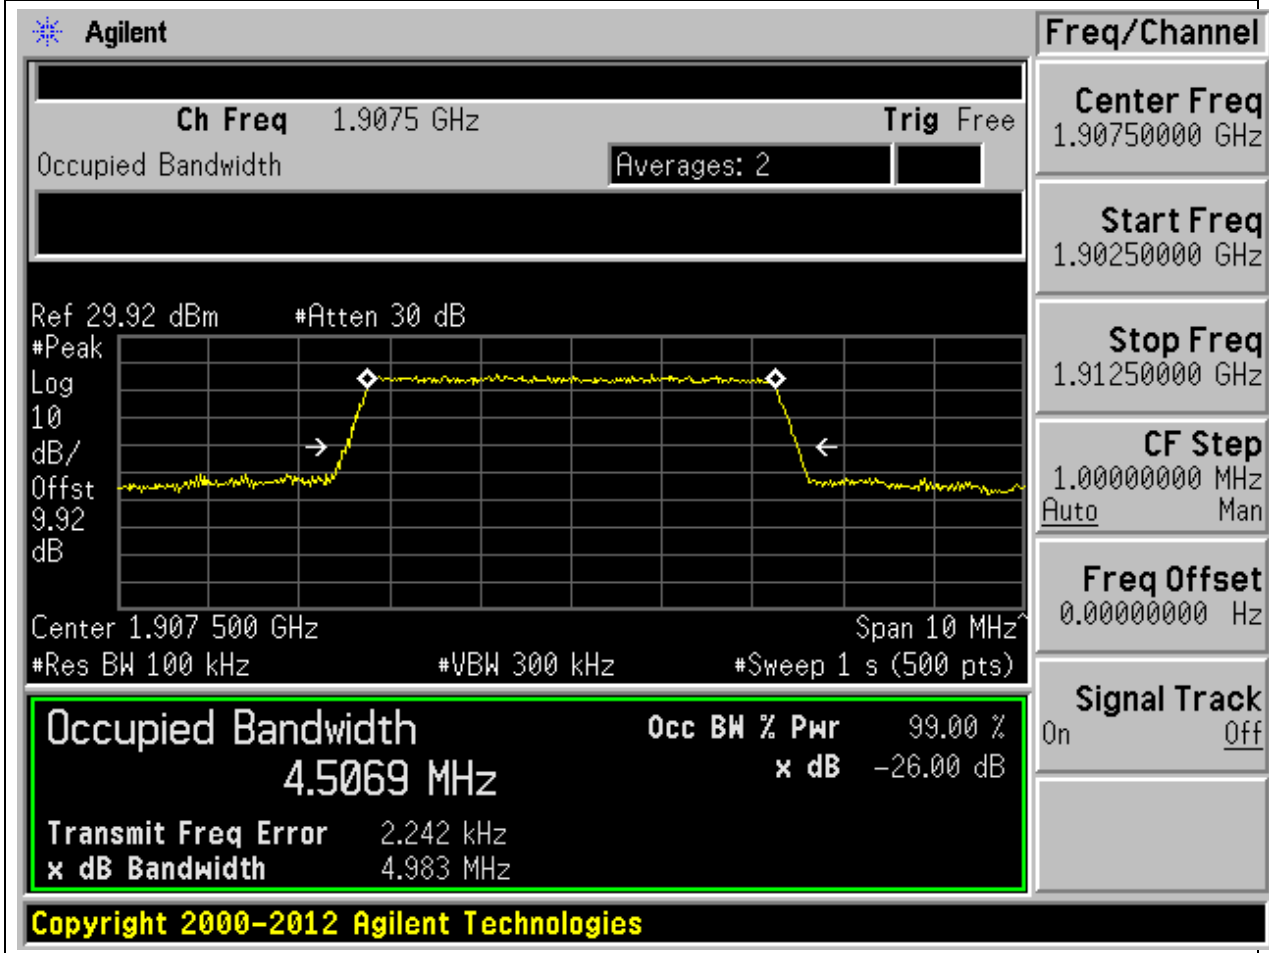 Agilent
Freq/Channel
Ch Freq 1.9075 GHz Trig Free
Occupied Bandwidth Averages: 2
Center Freq
1.90750000 GHz
Start Freq
1.90250000 GHz
Stop Freq
1.91250000 GHz
CF Step
1.00000000 MHz
Auto Man
Freq Offset
0.00000000 Hz
Signal Track
On Off
Ref 29.92 dBm #Atten 30 dB
#Peak
Log
10
dB/
Offst
9.92
dB
Center 1.907 500 GHz Span 10 MHz^
#Res BW 100 kHz #VBW 300 kHz #Sweep 1 s (500 pts)
Occupied Bandwidth Occ BW % Pwr 99.00 %
4.5069 MHz x dB -26.00 dB
Transmit Freq Error 2.242 kHz
x dB Bandwidth 4.983 MHz
Copyright 2000-2012 Agilent Technologies